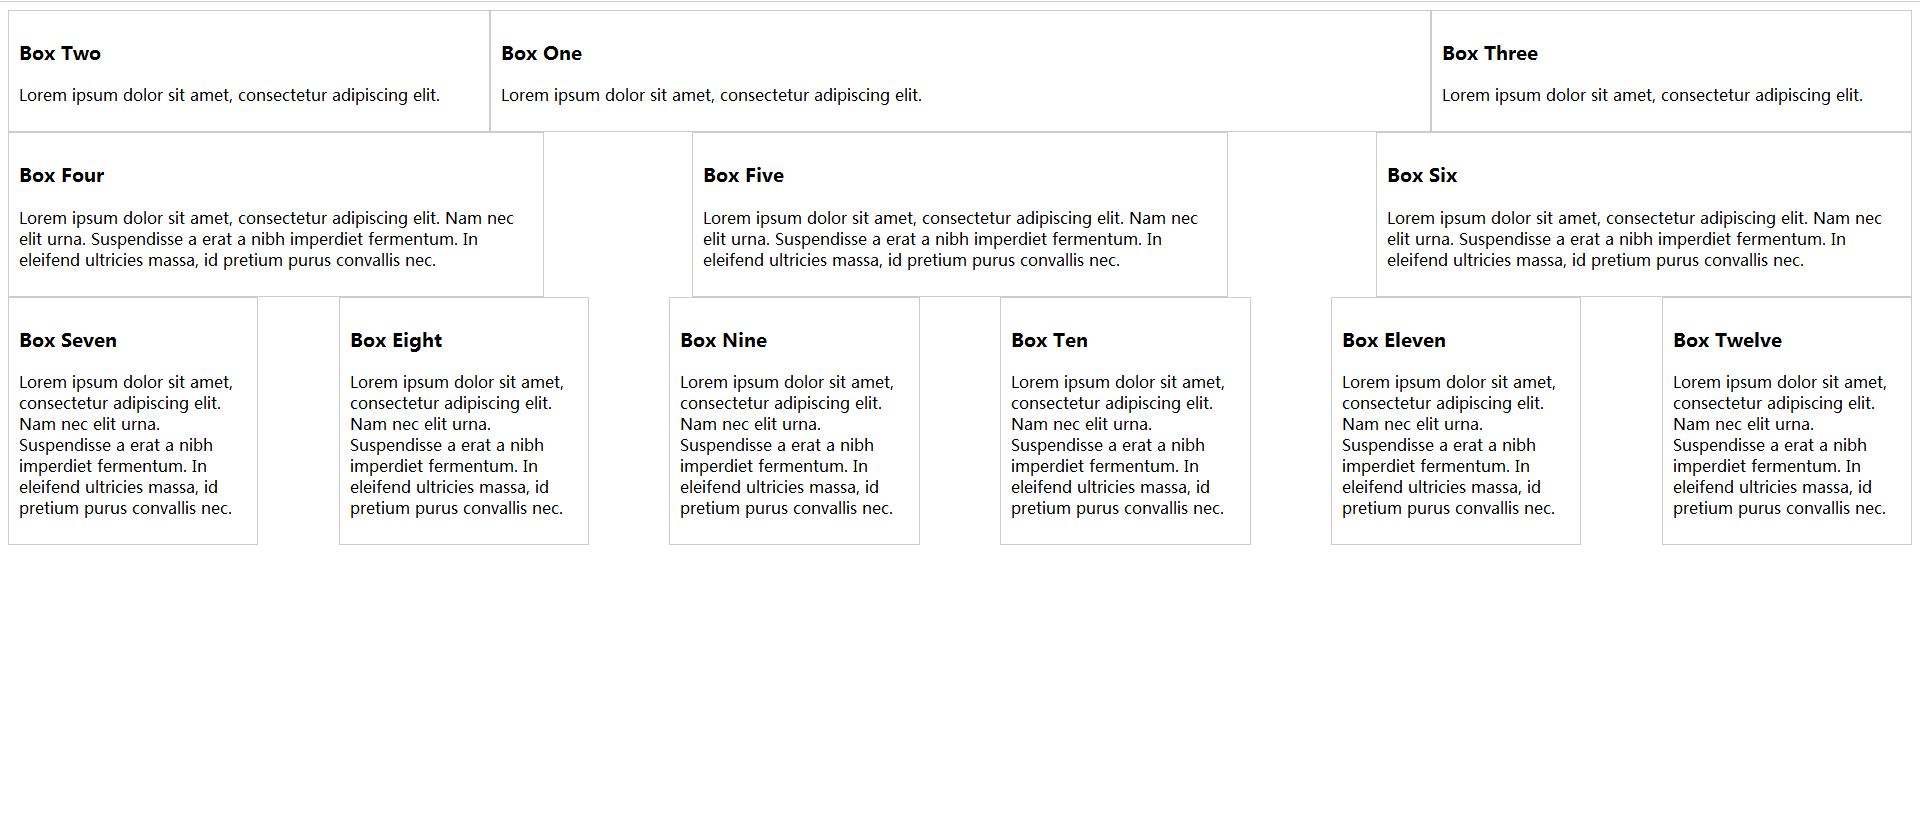 Box Two
Lorem ipsum dolor sit amet, consectetur adipiscing elit.
Box One
Lorem ipsum dolor sit amet, consectetur adipiscing elit.
Box Three
Lorem ipsum dolor sit amet, consectetur adipiscing elit.
Box Four
Lorem ipsum dolor sit amet, consectetur adipiscing elit. Nam nec
elit urna. Suspendisse a erat a nibh imperdiet fermentum. In
eleifend ultricies massa, id pretium purus convallis nec.
Box Five
Lorem ipsum dolor sit amet, consectetur adipiscing elit. Nam nec
elit urna. Suspendisse a erat a nibh imperdiet fermentum. In
eleifend ultricies massa, id pretium purus convallis nec.
Box Six
Lorem ipsum dolor sit amet, consectetur adipiscing elit. Nam nec
elit urna. Suspendisse a erat a nibh imperdiet fermentum. In
eleifend ultricies massa, id pretium purus convallis nec.
Box Seven
Lorem ipsum dolor sit amet,
consectetur adipiscing elit.
Nam nec elit urna.
Suspendisse a erat a nibh
imperdiet fermentum. In
eleifend ultricies massa, id
pretium purus convallis nec.
Box Eight
Lorem ipsum dolor sit amet,
consectetur adipiscing elit.
Nam nec elit urna.
Suspendisse a erat a nibh
imperdiet fermentum. In
eleifend ultricies massa, id
pretium purus convallis nec.
Box Nine
Lorem ipsum dolor sit amet,
consectetur adipiscing elit.
Nam nec elit urna.
Suspendisse a erat a nibh
imperdiet fermentum. In
eleifend ultricies massa, id
pretium purus convallis nec.
Box Ten
Lorem ipsum dolor sit amet,
consectetur adipiscing elit.
Nam nec elit urna.
Suspendisse a erat a nibh
imperdiet fermentum. In
eleifend ultricies massa, id
pretium purus convallis nec.
Box Eleven
Lorem ipsum dolor sit amet,
consectetur adipiscing elit.
Nam nec elit urna.
Suspendisse a erat a nibh
imperdiet fermentum. In
eleifend ultricies massa, id
pretium purus convallis nec.
Box Twelve
Lorem ipsum dolor sit amet,
consectetur adipiscing elit.
Nam nec elit urna.
Suspendisse a erat a nibh
imperdiet fermentum. In
eleifend ultricies massa, id
pretium purus convallis nec.